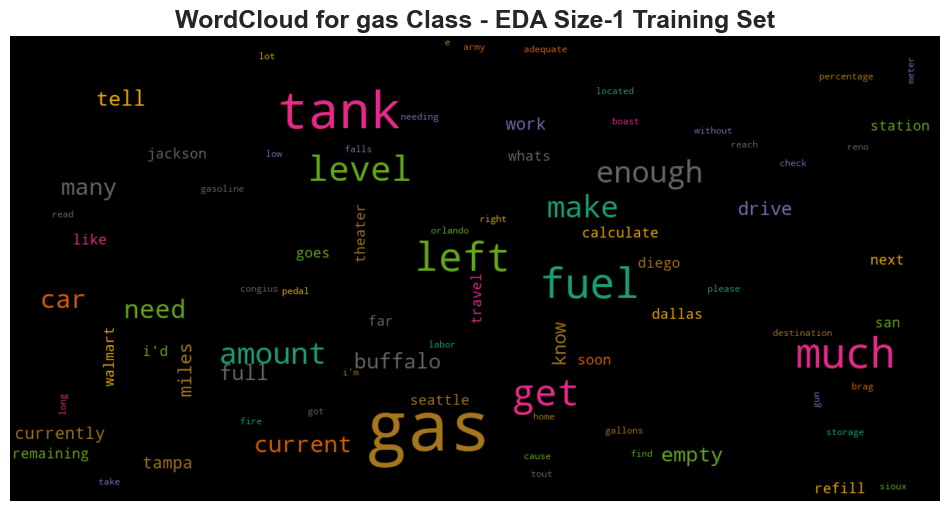 WordCloud for gas Class - EDA Size-1 Training Set
e
army
adequate
lot
located
percentage
meter
tell
tank
needing
work
boast
without
station
jackson
low
falls
whats
reach
reno
check
level
enough
many
gasoline
read
theater
right
make
drive
like
orlando
calculate
goes
left
diego
next
congius
pedal
travel
fuel
please
car
need
dallas
san
far
labor
know
destination
i'd
walmart
miles
amount
full
buffalo
i'm
soon
much
long
get
brag
gun
seattle
gas
got
fire
home
gallons
storage
currently
current
remaining
tampa
cause
find
empty
tout
take
refill
sioux